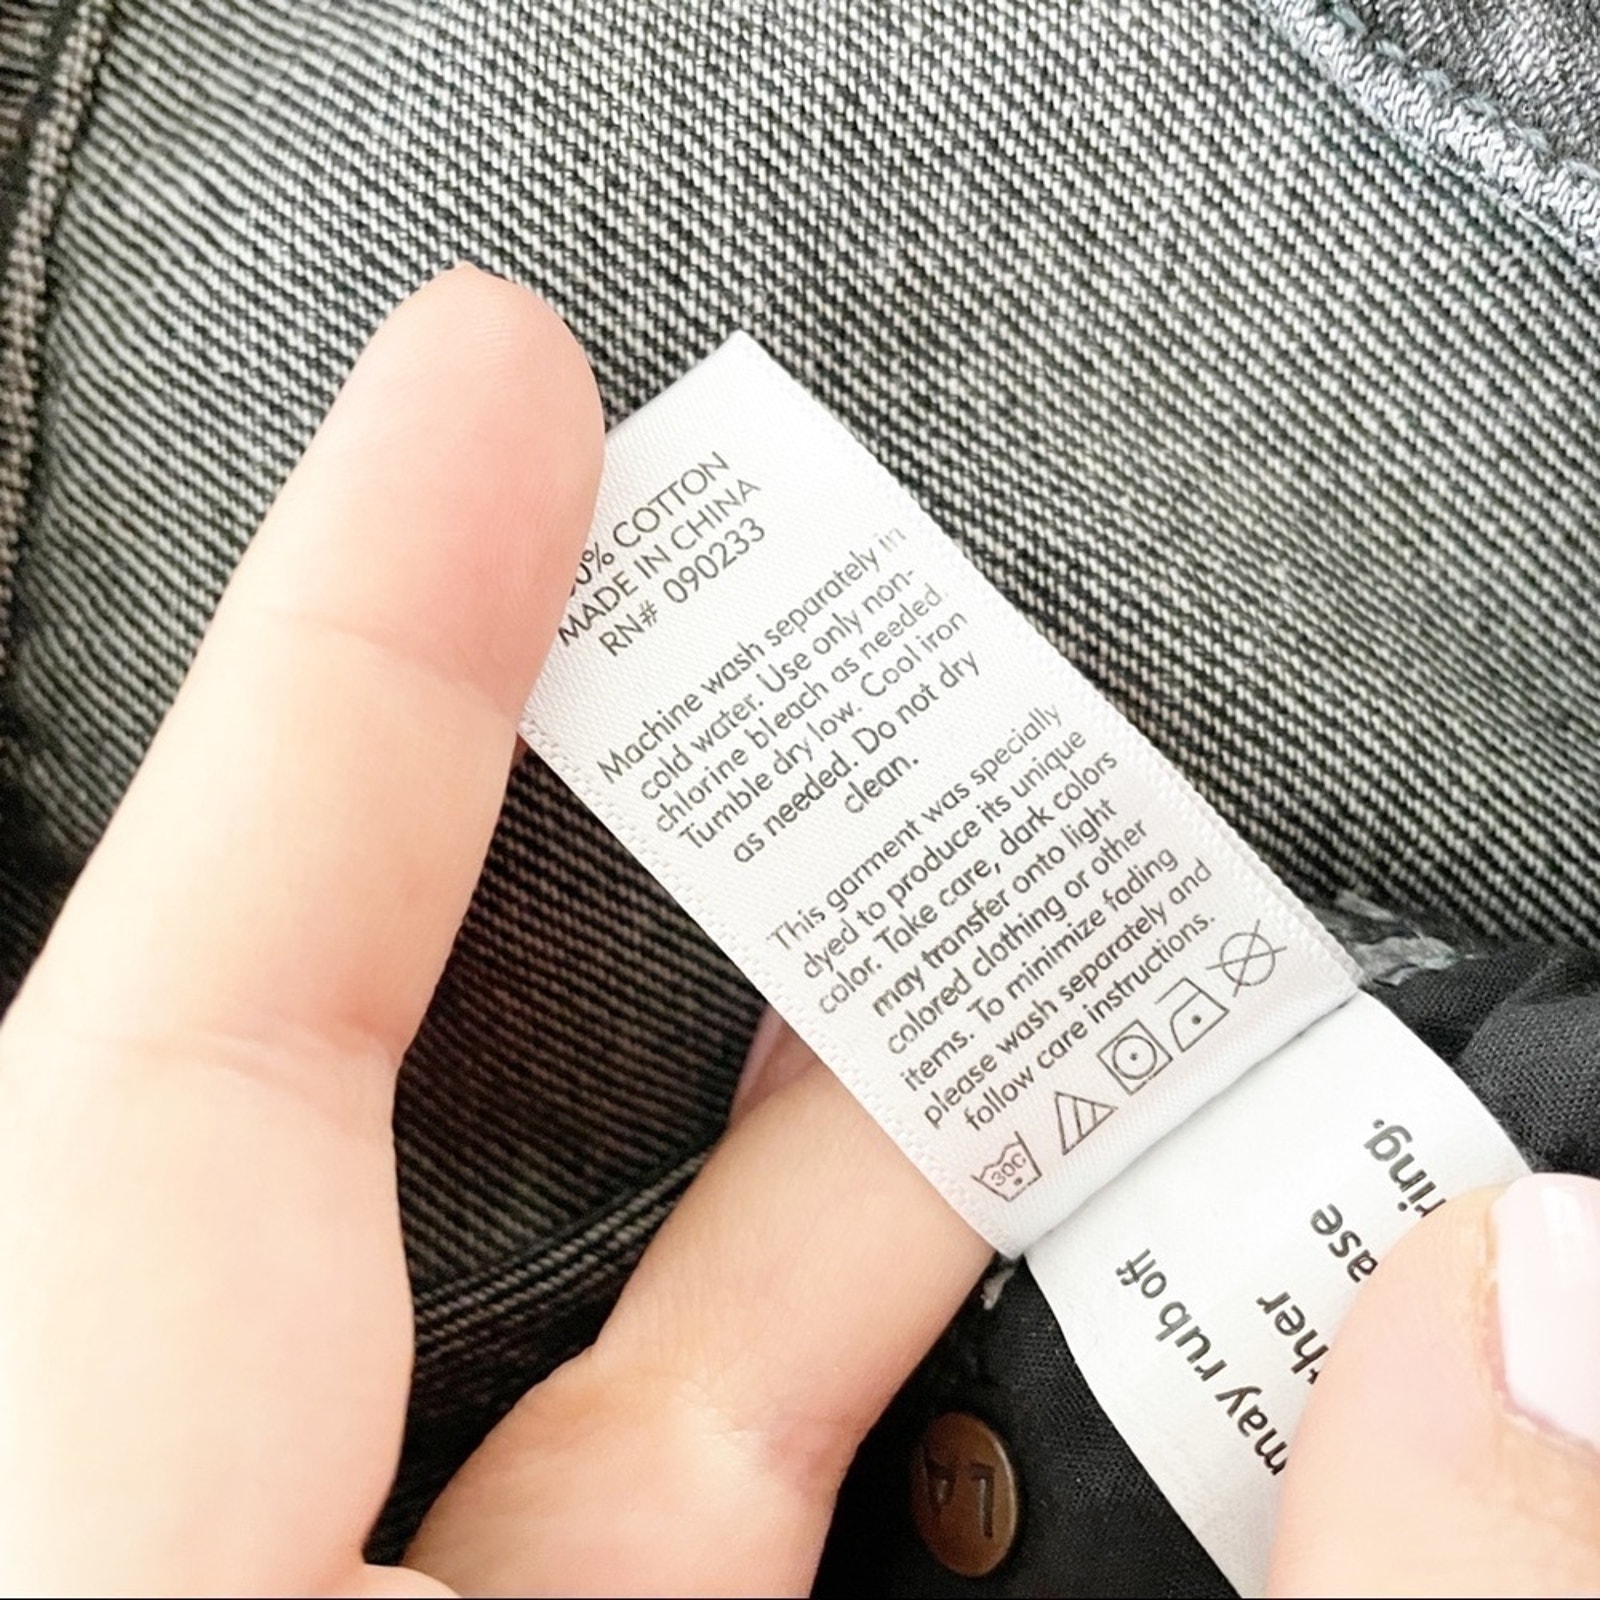 0% COTTON
MADE IN CHINA
RN# 090233
Machine wash separately in
cold water. Use only non-
chlorine bleach as needed.
Tumble dry low. Cool iron
as needed. Do not dry
clean.
This garment was specially
dyed to produce its unique
color. Take care, dark colors
may transfer onto light
colored clothing or other
items. To minimize fading
please wash separately and
follow care instructions.
30C
may rub off
ther
ase
ring.